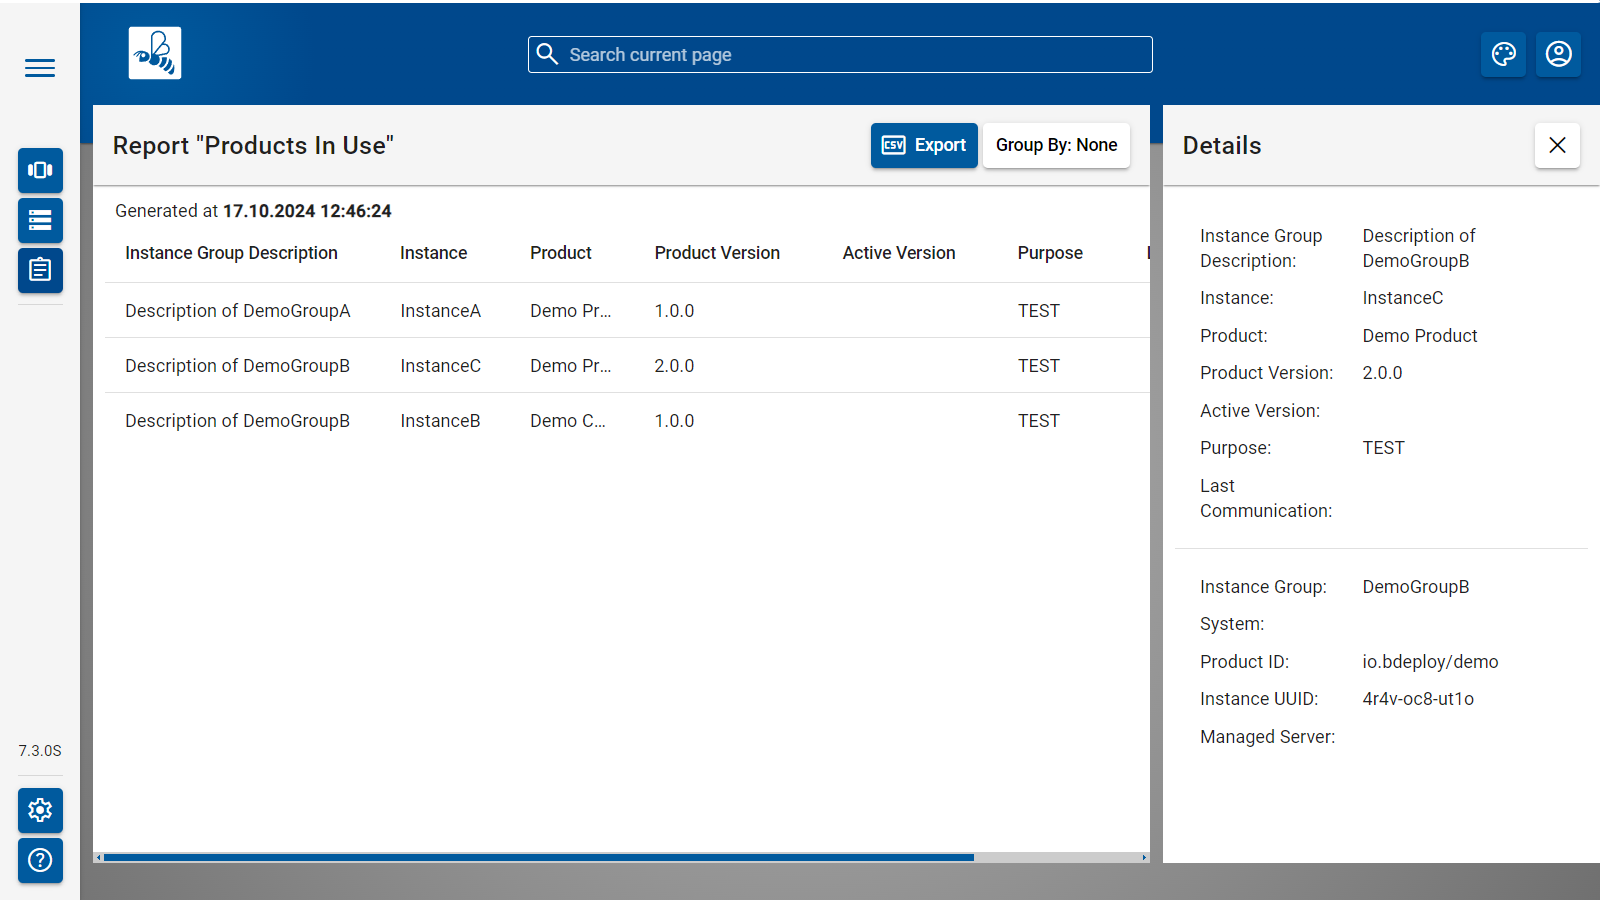 Search current page
Report "Products In Use"
CSV Export
Group By: None
Generated at 17.10.2024 12:46:24
Instance Group Description Instance Product Product Version Active Version Purpose
Description of DemoGroupA InstanceA Demo Pr... 1.0.0 TEST
Description of DemoGroupB InstanceC Demo Pr... 2.0.0 TEST
Description of DemoGroupB InstanceB Demo C... 1.0.0 TEST
Details
Instance Group Description of
Description: DemoGroupB
Instance: InstanceC
Product: Demo Product
Product Version: 2.0.0
Active Version:
Purpose: TEST
Last
Communication:
Instance Group: DemoGroupB
System:
Product ID: io.bdeploy/demo
Instance UUID: 4r4v-oc8-ut1o
Managed Server:
7.3.0S